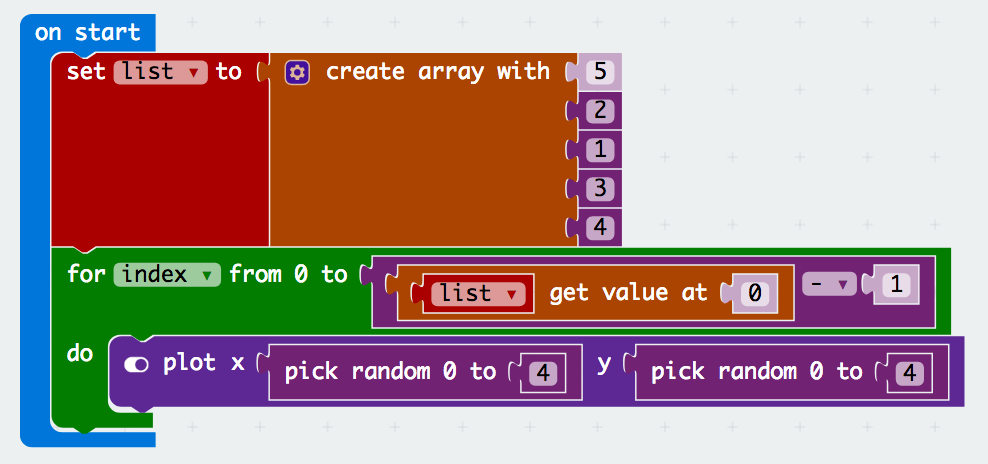 on start
set list ▾ to create array with 5
2
1
3
4
for index ▾ from 0 to list ▾ get value at 0 - ▾ 1
do plot x pick random 0 to 4 y pick random 0 to 4